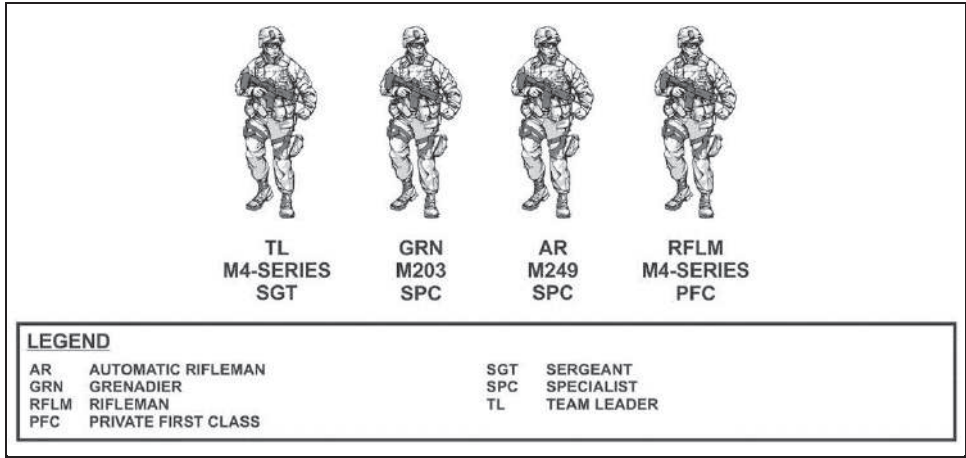 TL GRN AR RFLM
M4-SERIES M203 M249 M4-SERIES
SGT SPC SPC PFC
LEGEND
AR AUTOMATIC RIFLEMAN SGT SERGEANT
GRN GRENADIER SPC SPECIALIST
RFLM RIFLEMAN TL TEAM LEADER
PFC PRIVATE FIRST CLASS